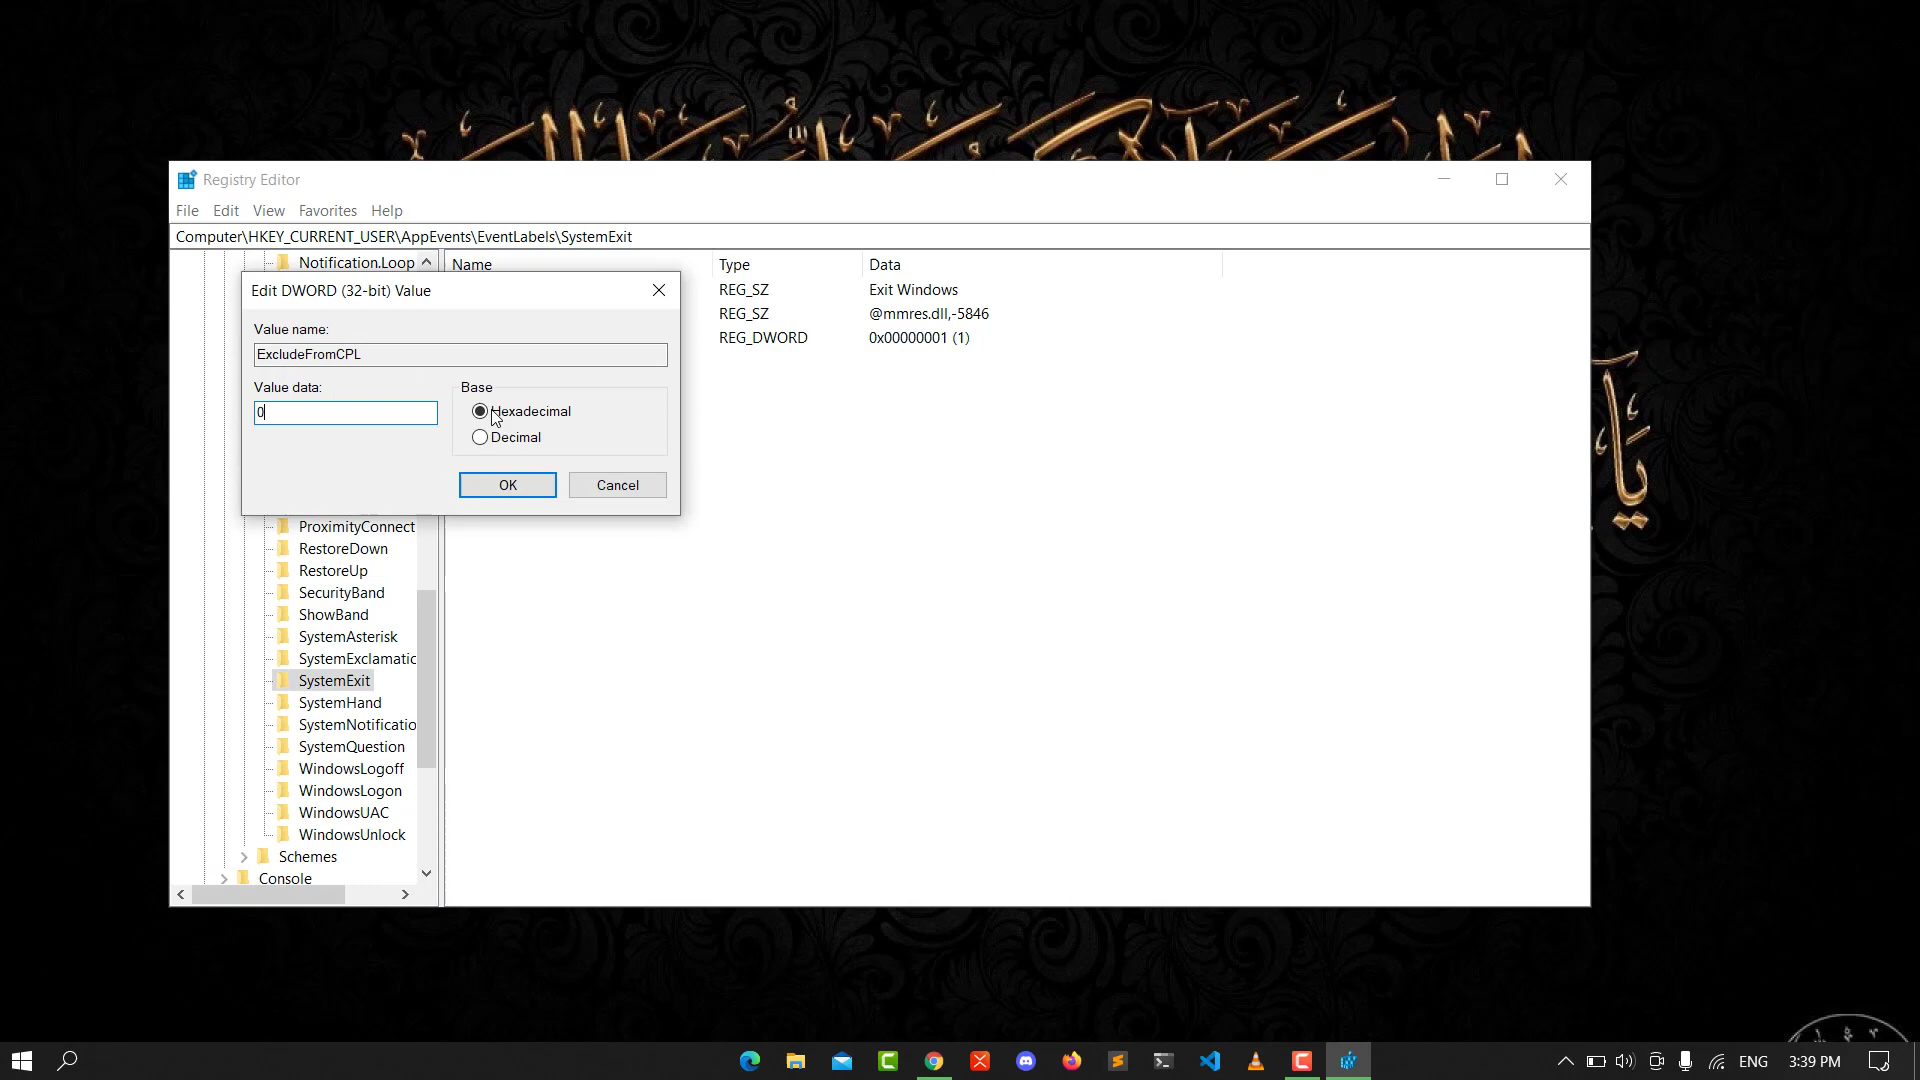 Registry Editor
File Edit View Favorites Help
Computer\HKEY_CURRENT_USER\AppEvents\EventLabels\SystemExit
Notification.Loop
Name Type Data
REG_SZ Exit Windows
REG_SZ @mmres.dll,-5846
REG_DWORD 0x00000001 (1)
Edit DWORD (32-bit) Value
Value name:
ExcludeFromCPL
Value data:
0
Base
Hexadecimal
Decimal
OK Cancel
ProximityConnect
RestoreDown
RestoreUp
SecurityBand
ShowBand
SystemAsterisk
SystemExclamatic
SystemExit
SystemHand
SystemNotificatio
SystemQuestion
WindowsLogoff
WindowsLogon
WindowsUAC
WindowsUnlock
Schemes
Console
ENG 3:39 PM